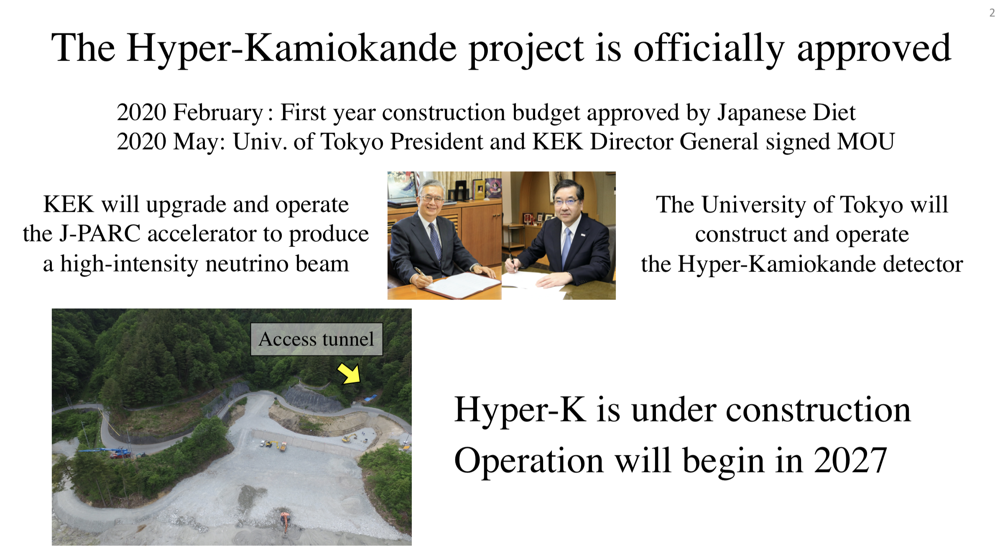 2
The Hyper-Kamiokande project is officially approved
2020 February : First year construction budget approved by Japanese Diet
2020 May: Univ. of Tokyo President and KEK Director General signed MOU
KEK will upgrade and operate
the J-PARC accelerator to produce
a high-intensity neutrino beam
The University of Tokyo will
construct and operate
the Hyper-Kamiokande detector
Access tunnel
Hyper-K is under construction
Operation will begin in 2027